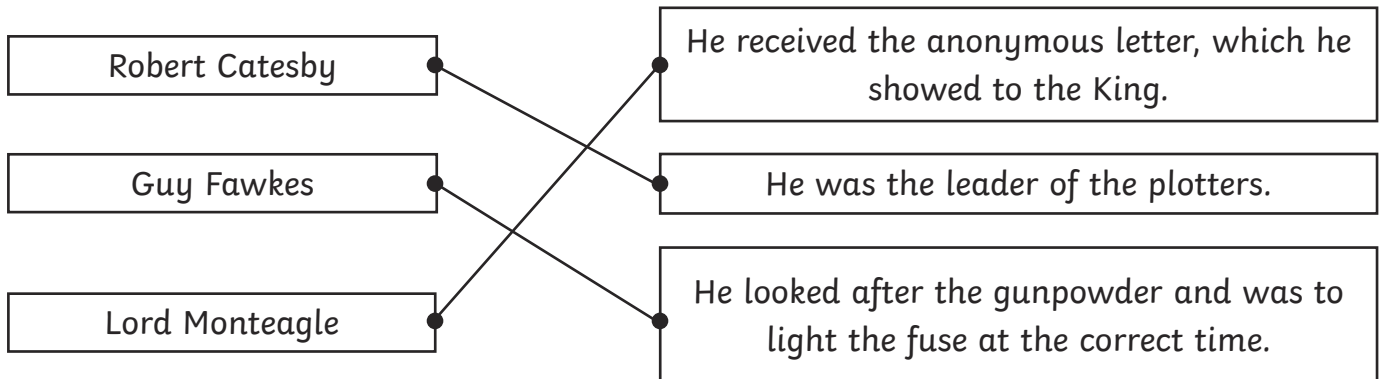 Robert Catesby
Guy Fawkes
Lord Monteagle
He received the anonymous letter, which he
showed to the King.
He was the leader of the plotters.
He looked after the gunpowder and was to
light the fuse at the correct time.